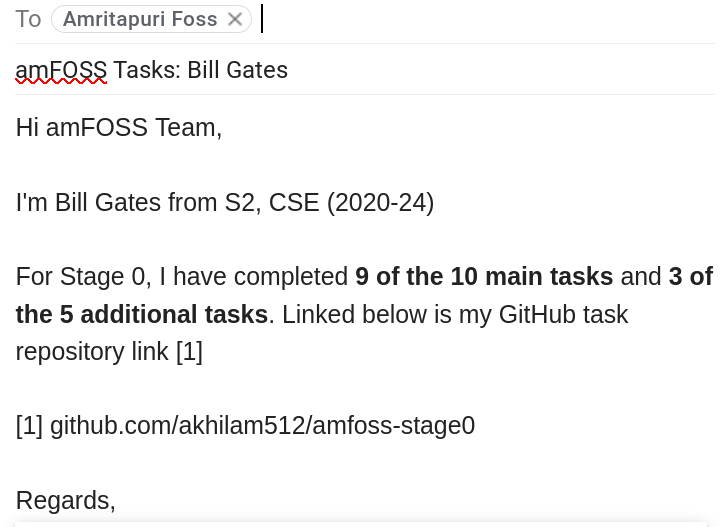 To Amritapuri Foss
amFOSS Tasks: Bill Gates
Hi amFOSS Team,
I'm Bill Gates from S2, CSE (2020-24)
For Stage 0, I have completed 9 of the 10 main tasks and 3 of
the 5 additional tasks. Linked below is my GitHub task
repository link [1]
[1] github.com/akhilam512/amfoss-stage0
Regards,